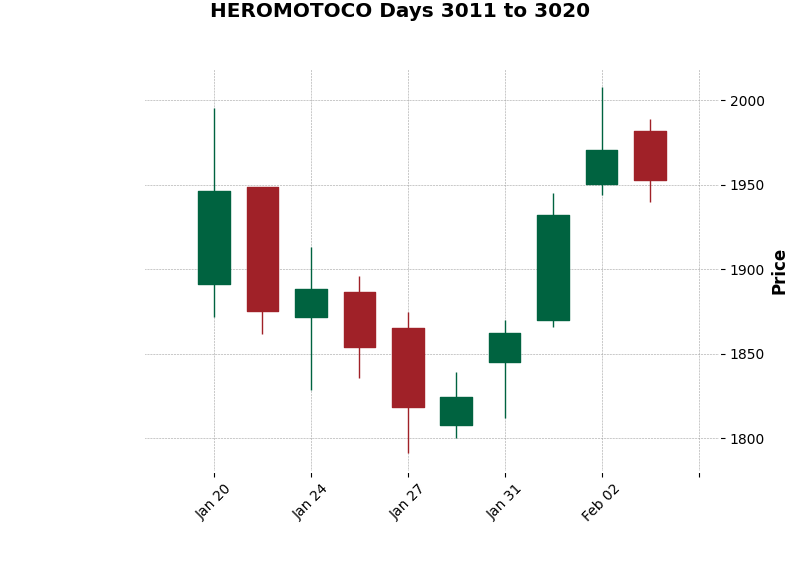 HEROMOTOCO Days 3011 to 3020
2000
1950
1900
1850
1800
Price
Jan 20
Jan 24
Jan 27
Jan 31
Feb 02